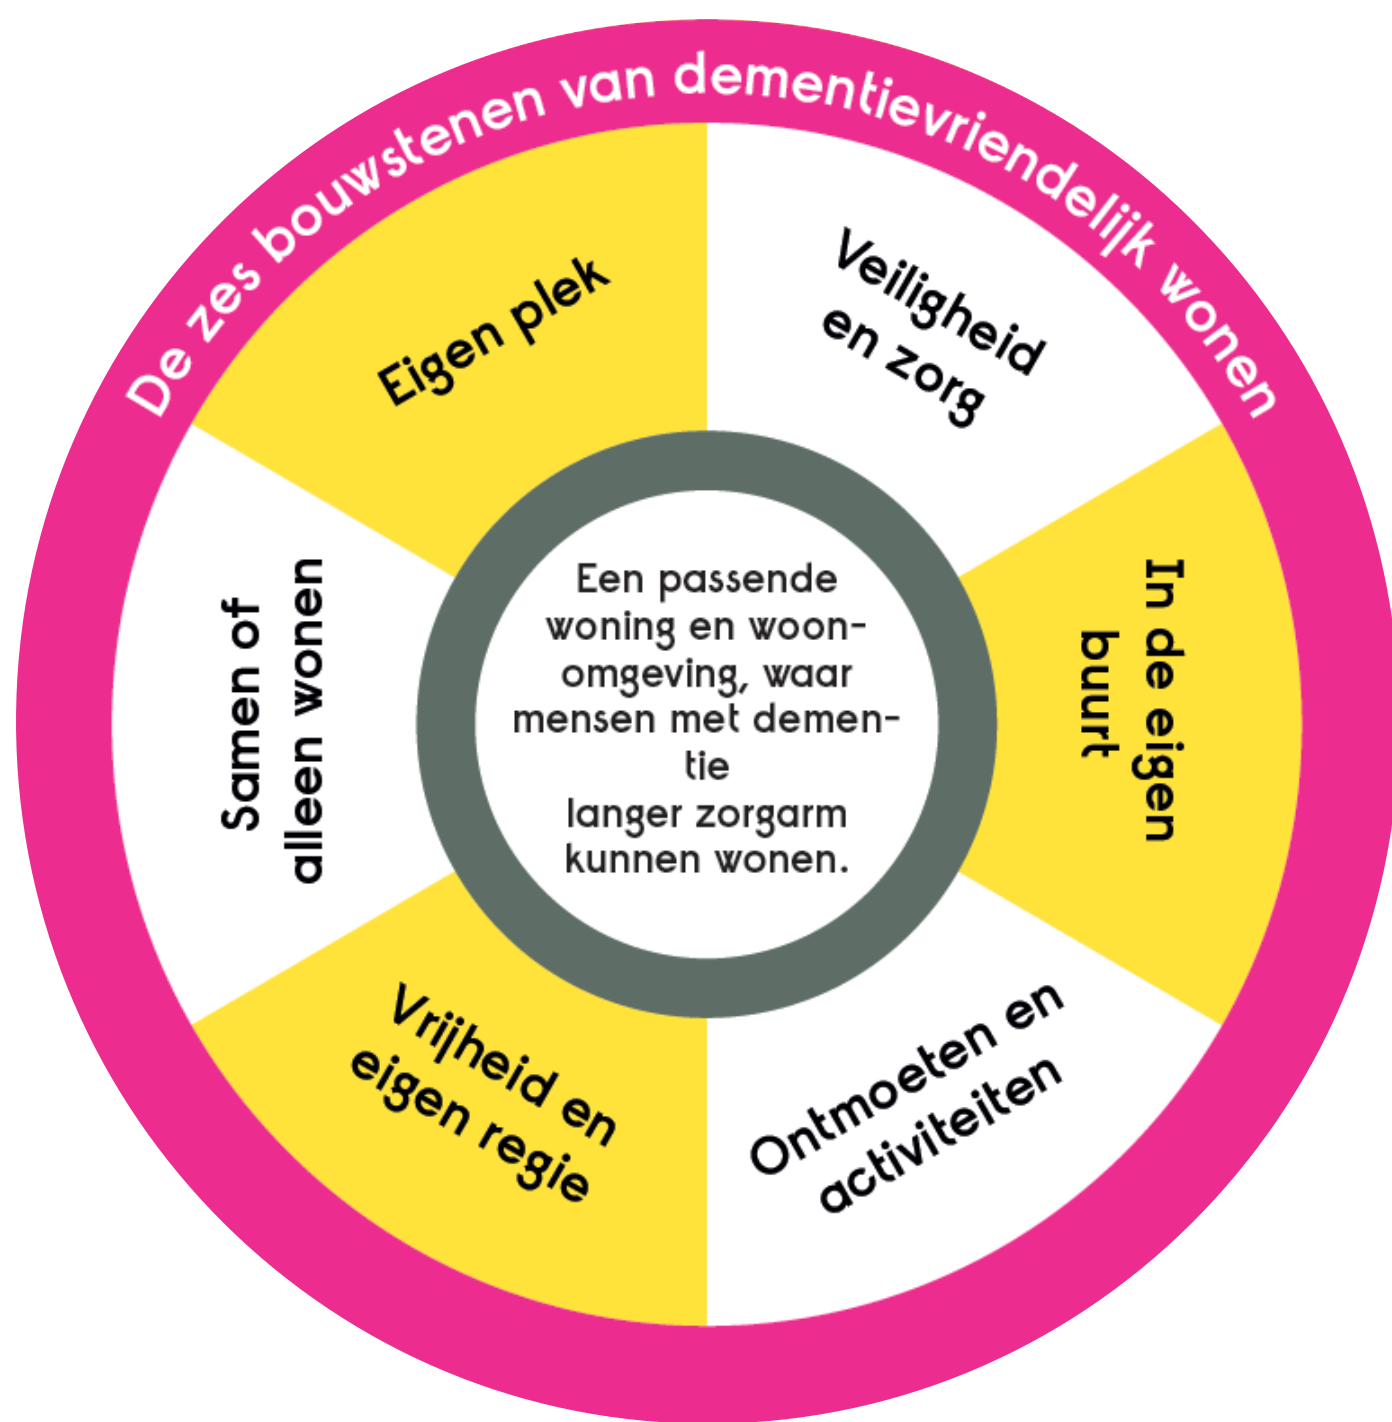 De zes bouwstenen van dementievriendelijk wonen
Eigen plek
Veiligheid
en zorg
In de eigen
buurt
Ontmoeten en
activiteiten
Vrijheid en
eigen regie
Samen of
alleen wonen
Een passende
woning en woon-
omgeving, waar
mensen met demen-
tie
langer zorgarm
kunnen wonen.